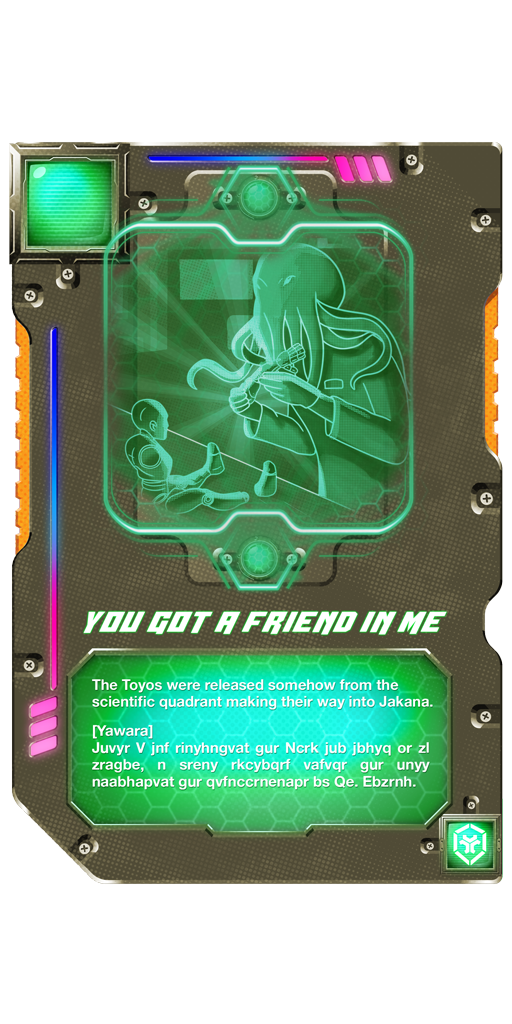 YOU GOT A FRIEND IN ME
The Toyos were released somehow from the
scientific quadrant making their way into Jakana.
[Yawara]
Juvyr V jnf rinyhngvat gur Ncrk jub jbhyq or zl
zragbe, n sreny rkcybqrf vafvqr gur unyy
naabhapvat gur qvfnccrnenapr bs Qe. Ebzrnh.